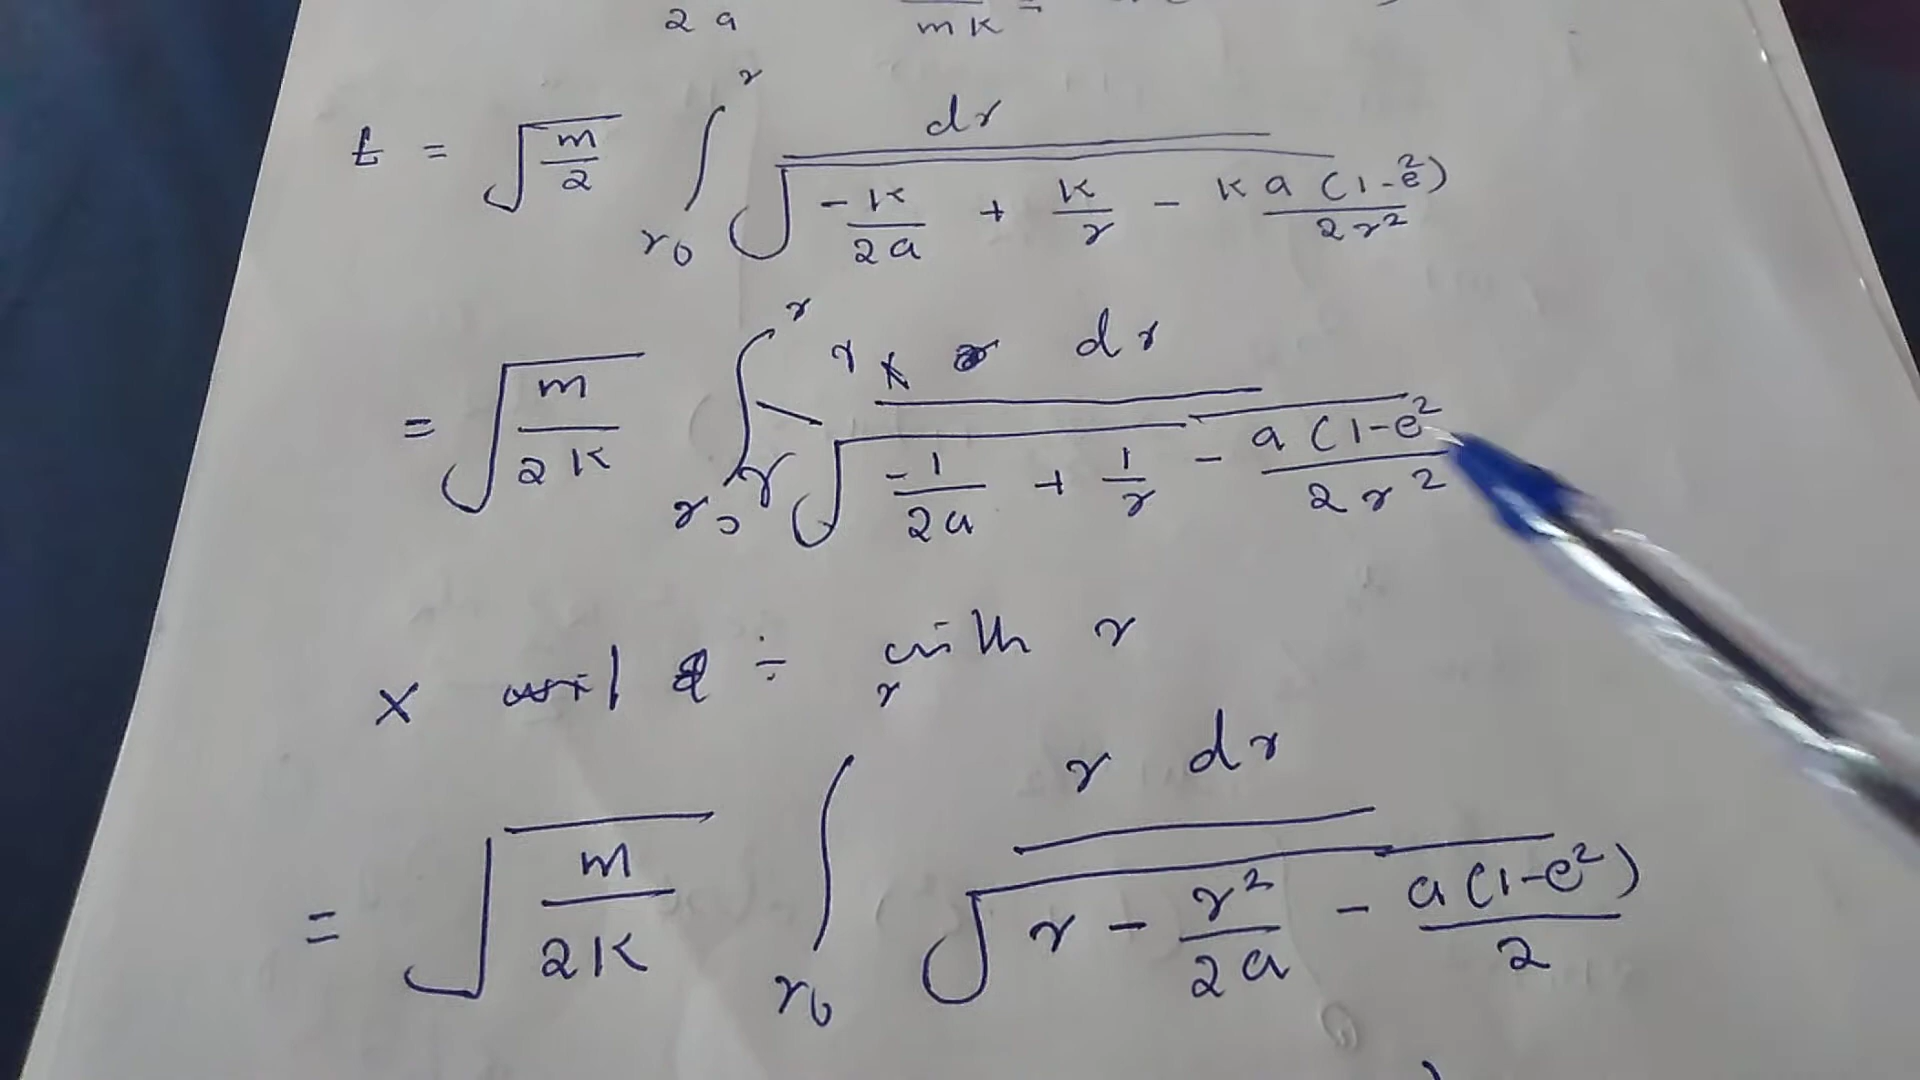 2a mk =
t = √(m/2) ∫_{r0}^{r} dr / √(-k/2a + k/r - ka(1-e²)/2r²)
= √(m/2k) ∫_{r0}^{r} r x dr / r √(-1/2a + 1/r - a(1-e²/2r²)
x ÷ with r
r
= √(m/2k) ∫_{r0} r dr / √(r - r²/2a - a(1-e²)/2)